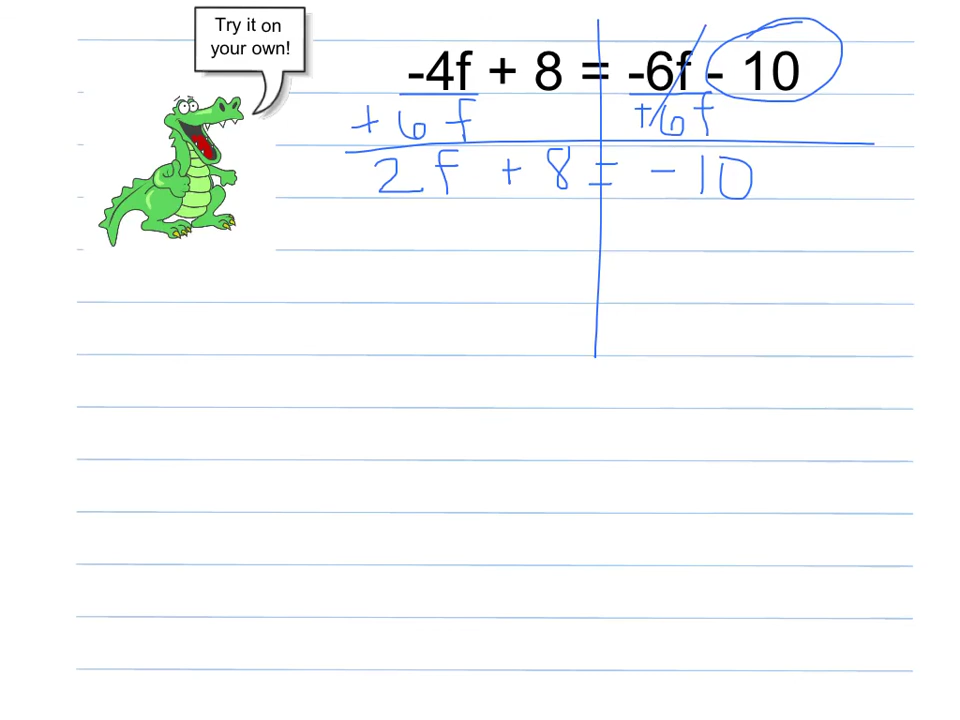 Try it on
your own!
-4f + 8 = -6f - 10
+6f +6f
2f + 8 = -10